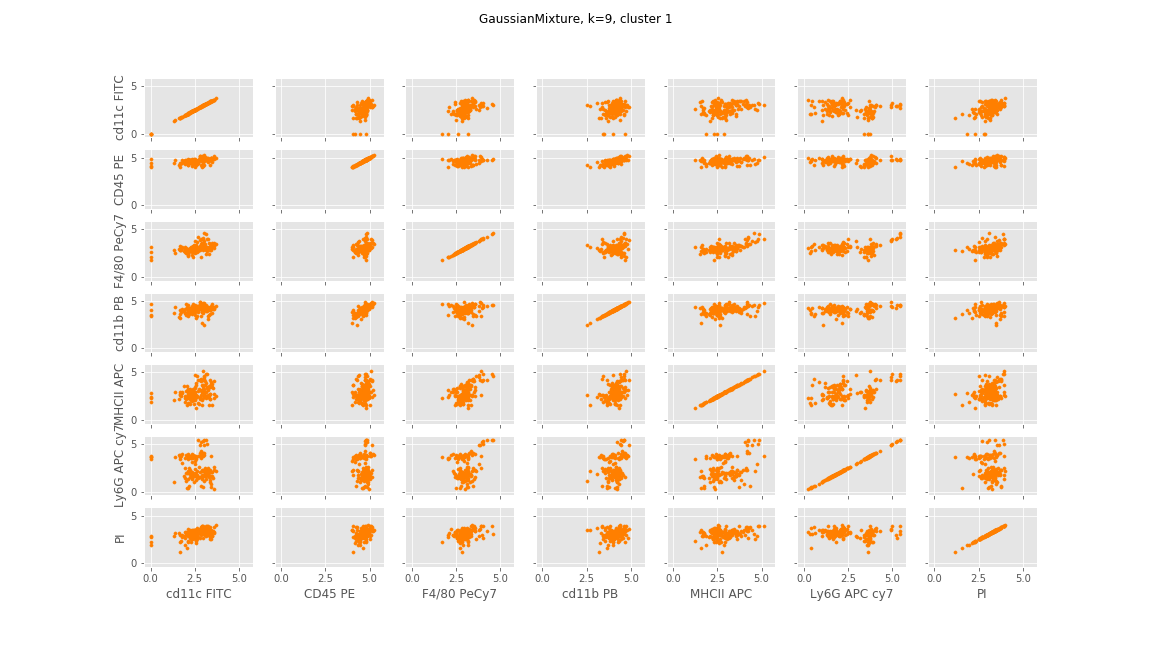 GaussianMixture, k=9, cluster 1
cd11c FITC
5
0
CD45 PE
5
0
F4/80 PeCy7
5
0
cd11b PB
5
0
MHCII APC
5
0
Ly6G APC cy7
5
0
PI
5
0
0.0 2.5 5.0 0.0 2.5 5.0 0.0 2.5 5.0 0.0 2.5 5.0 0.0 2.5 5.0 0.0 2.5 5.0 0.0 2.5 5.0
cd11c FITC CD45 PE F4/80 PeCy7 cd11b PB MHCII APC Ly6G APC cy7 PI